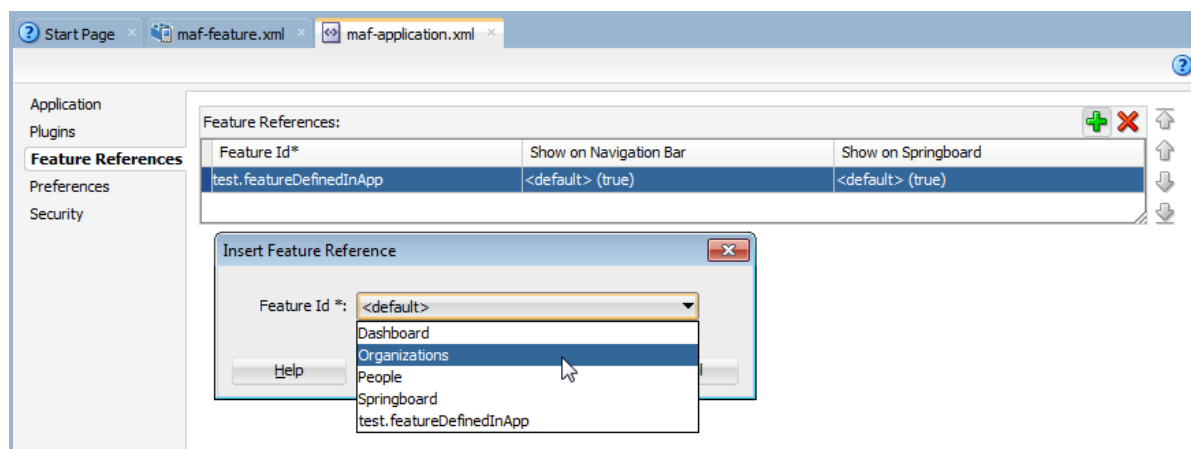 Start Page maf-feature.xml maf-application.xml
Application
Plugins
Feature References
Preferences
Security
Feature References:
Feature Id* Show on Navigation Bar Show on Springboard
test.featureDefinedInApp <default> (true) <default> (true)
Insert Feature Reference
Feature Id *: <default>
Dashboard
Organizations
People
Springboard
test.featureDefinedInApp
Help